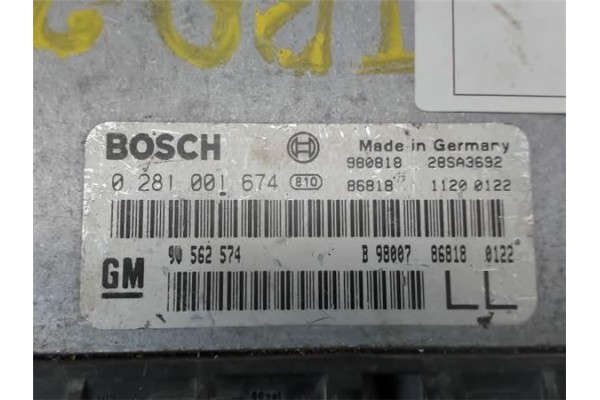 BOSCH Made in Germany
980818 28SA3692
0 281 001 674 810 86818 1120 0122
GM 90 562 574 B 98007 86818 0122
LL